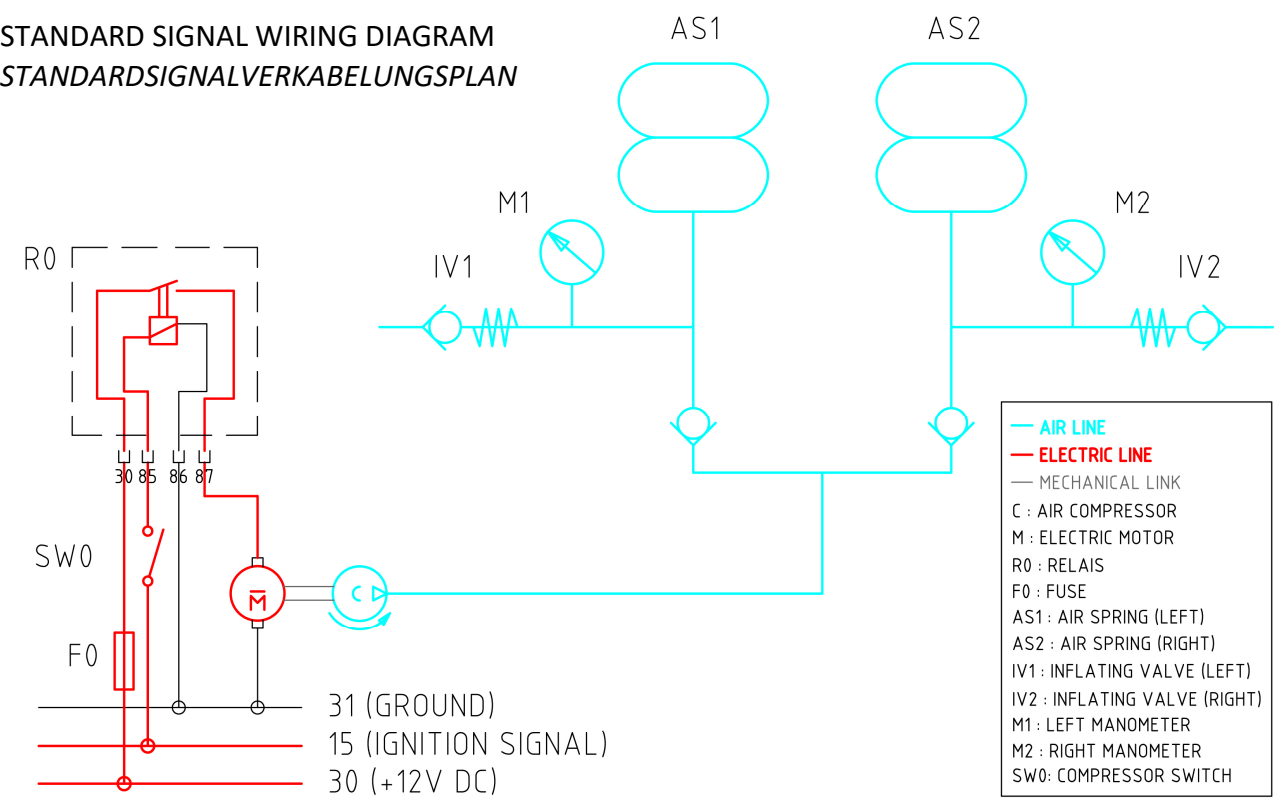 STANDARD SIGNAL WIRING DIAGRAM
STANDARDSIGNALVERKABELUNGSPLAN
AS1
AS2
M1
M2
R0
IV1
IV2
30 85 86 87
SW0
M
C
F0
31 (GROUND)
15 (IGNITION SIGNAL)
30 (+12V DC)
AIR LINE
ELECTRIC LINE
MECHANICAL LINK
C : AIR COMPRESSOR
M : ELECTRIC MOTOR
R0 : RELAIS
F0 : FUSE
AS1 : AIR SPRING (LEFT)
AS2 : AIR SPRING (RIGHT)
IV1 : INFLATING VALVE (LEFT)
IV2 : INFLATING VALVE (RIGHT)
M1 : LEFT MANOMETER
M2 : RIGHT MANOMETER
SW0: COMPRESSOR SWITCH